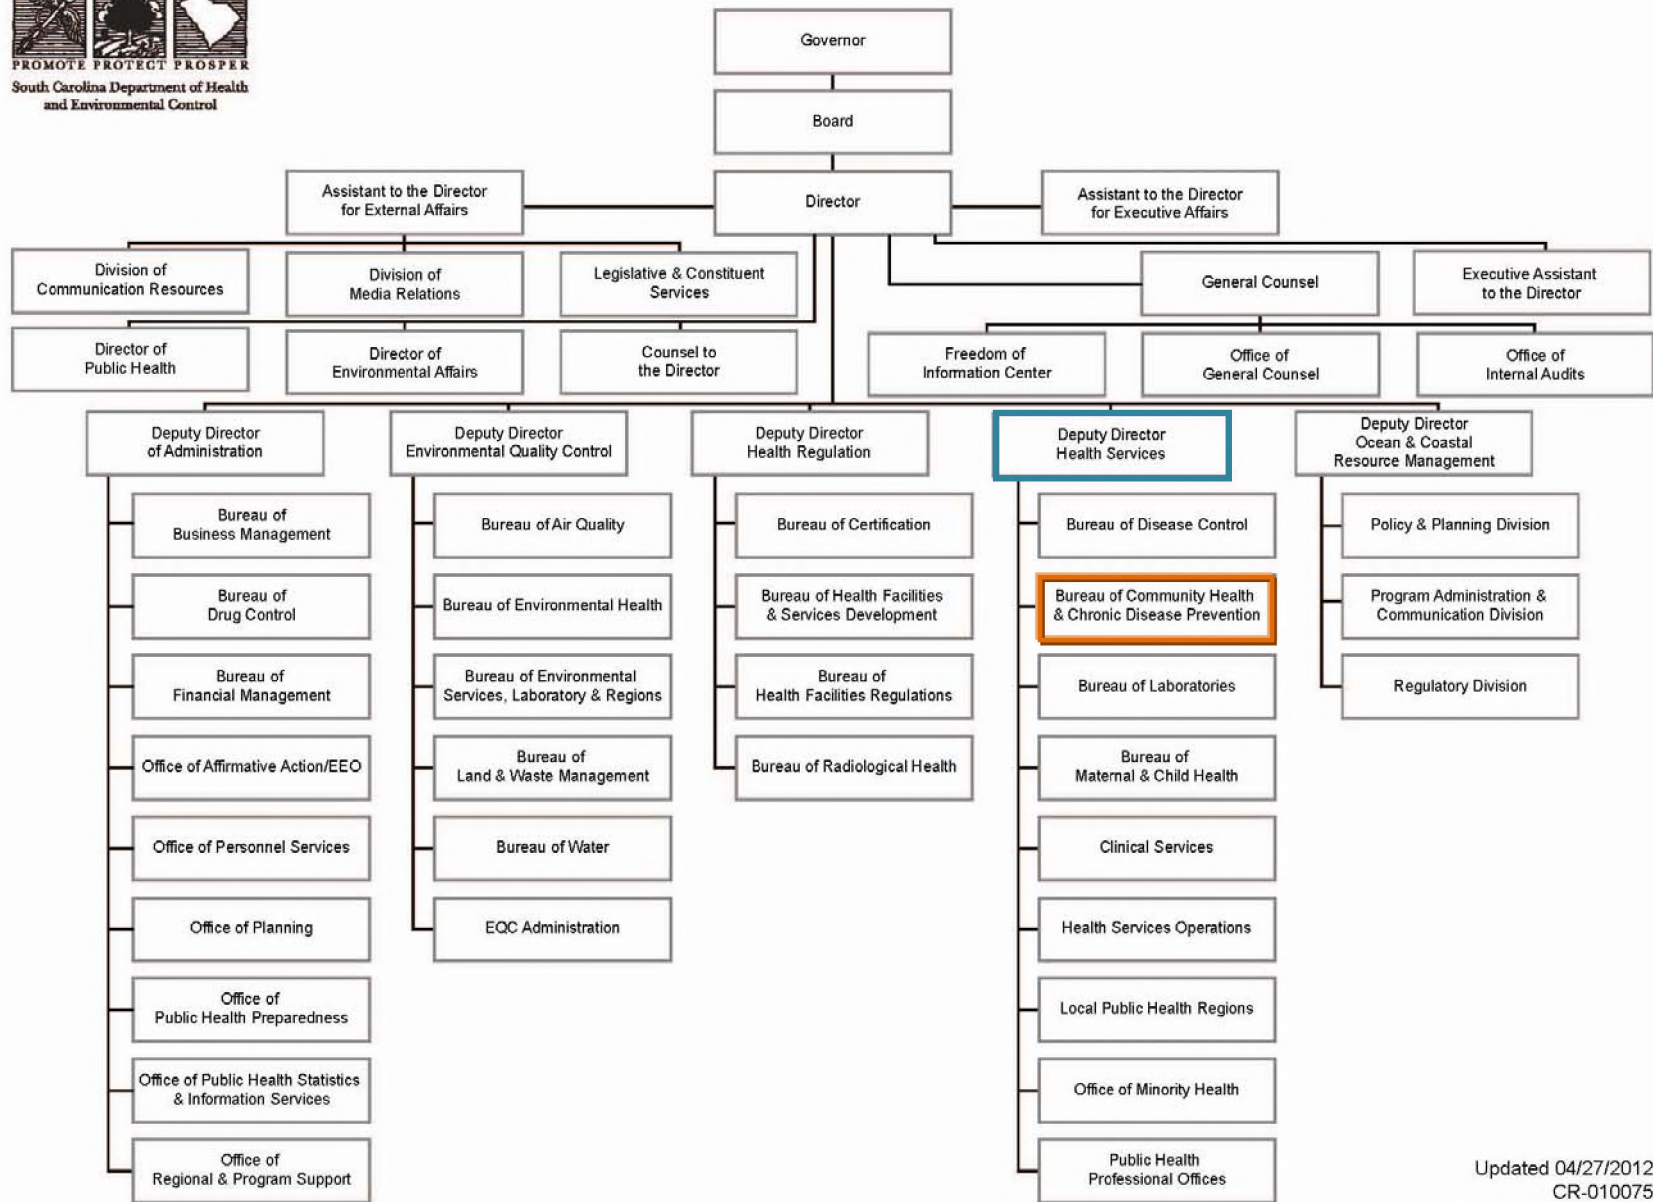 PROMOTE PROTECT PROSPER
South Carolina Department of Health
and Environmental Control
Governor
Board
Assistant to the Director
for External Affairs
Director
Assistant to the Director
for Executive Affairs
Division of
Communication Resources
Division of
Media Relations
Legislative & Constituent
Services
General Counsel
Executive Assistant
to the Director
Director of
Public Health
Director of
Environmental Affairs
Counsel to
the Director
Freedom of
Information Center
Office of
General Counsel
Office of
Internal Audits
Deputy Director
of Administration
Deputy Director
Environmental Quality Control
Deputy Director
Health Regulation
Deputy Director
Health Services
Deputy Director
Ocean & Coastal
Resource Management
Bureau of
Business Management
Bureau of
Drug Control
Bureau of
Financial Management
Office of Affirmative Action/EEO
Office of Personnel Services
Office of Planning
Office of
Public Health Preparedness
Office of Public Health Statistics
& Information Services
Office of
Regional & Program Support
Bureau of Air Quality
Bureau of Environmental Health
Bureau of Environmental
Services, Laboratory & Regions
Bureau of
Land & Waste Management
Bureau of Water
EQC Administration
Bureau of Certification
Bureau of Health Facilities
& Services Development
Bureau of
Health Facilities Regulations
Bureau of Radiological Health
Bureau of Disease Control
Bureau of Community Health
& Chronic Disease Prevention
Bureau of Laboratories
Bureau of
Maternal & Child Health
Clinical Services
Health Services Operations
Local Public Health Regions
Office of Minority Health
Public Health
Professional Offices
Policy & Planning Division
Program Administration &
Communication Division
Regulatory Division
Updated 04/27/2012
CR-010075